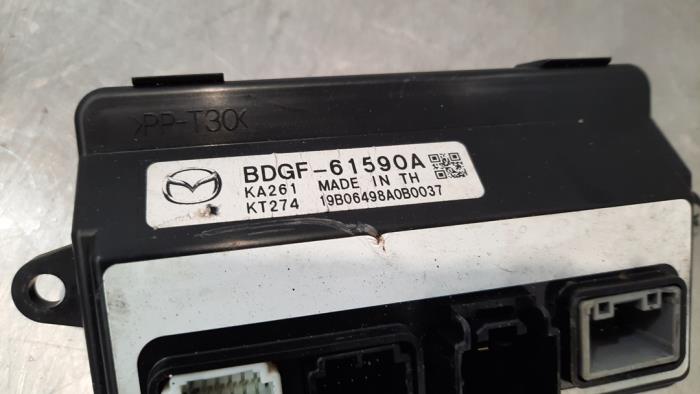 >PP-T30<
BDGF-61590A
KA261 MADE IN TH
KT274 19B06498A0B0037